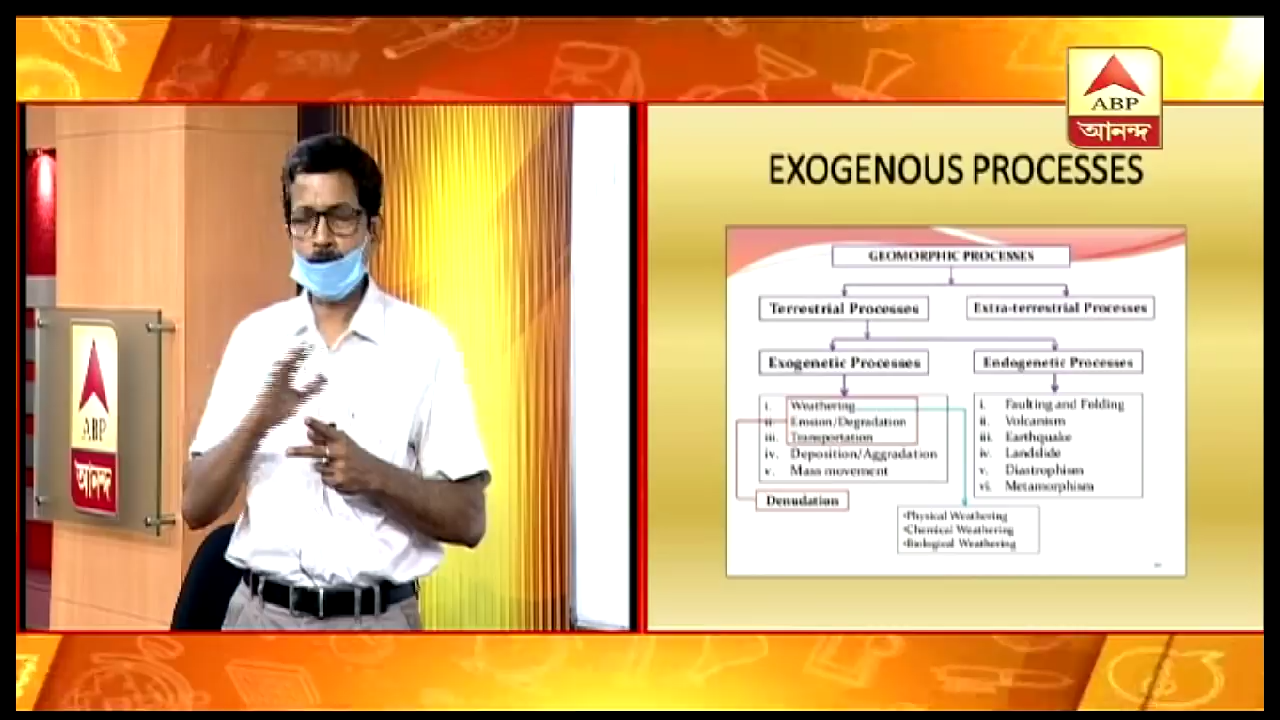 ABP
আনন্দ
EXOGENOUS PROCESSES
GEOMORPHIC PROCESSES
Terrestrial Processes
Extra-terrestrial Processes
Exogenetic Processes
Endogenetic Processes
i. Weathering
ii. Erosion/Degradation
iii. Transportation
iv. Deposition/Aggradation
v. Mass movement
i. Faulting and Folding
ii. Volcanism
iii. Earthquake
iv. Landslide
v. Diastrophism
vi. Metamorphism
Denudation
•Physical Weathering
•Chemical Weathering
•Biological Weathering
ABP
আনন্দ